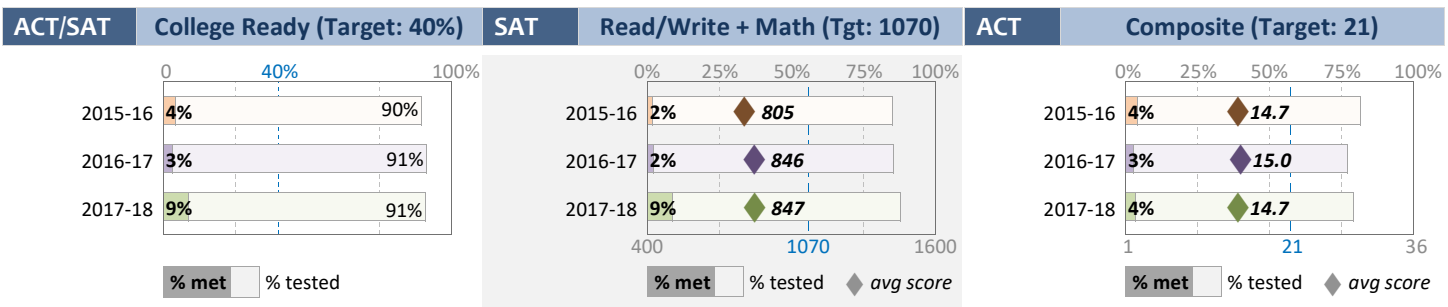 ACT/SAT College Ready (Target: 40%)
0 40% 100%
2015-16 4% 90%
2016-17 3% 91%
2017-18 9% 91%
% met % tested
SAT Read/Write + Math (Tgt: 1070)
0% 25% 50% 75% 100%
2015-16 2% 805
2016-17 2% 846
2017-18 9% 847
400 1070 1600
% met % tested avg score
ACT Composite (Target: 21)
0% 25% 50% 75% 100%
2015-16 4% 14.7
2016-17 3% 15.0
2017-18 4% 14.7
1 21 36
% met % tested avg score